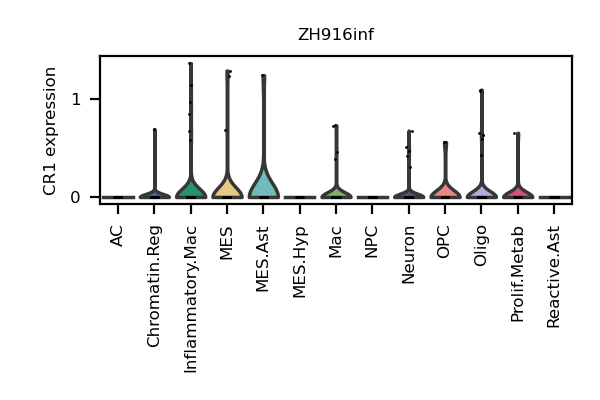 ZH916inf
CR1 expression
1
0
AC
Chromatin.Reg
Inflammatory.Mac
MES
MES.Ast
MES.Hyp
Mac
NPC
Neuron
OPC
Oligo
Prolif.Metab
Reactive.Ast